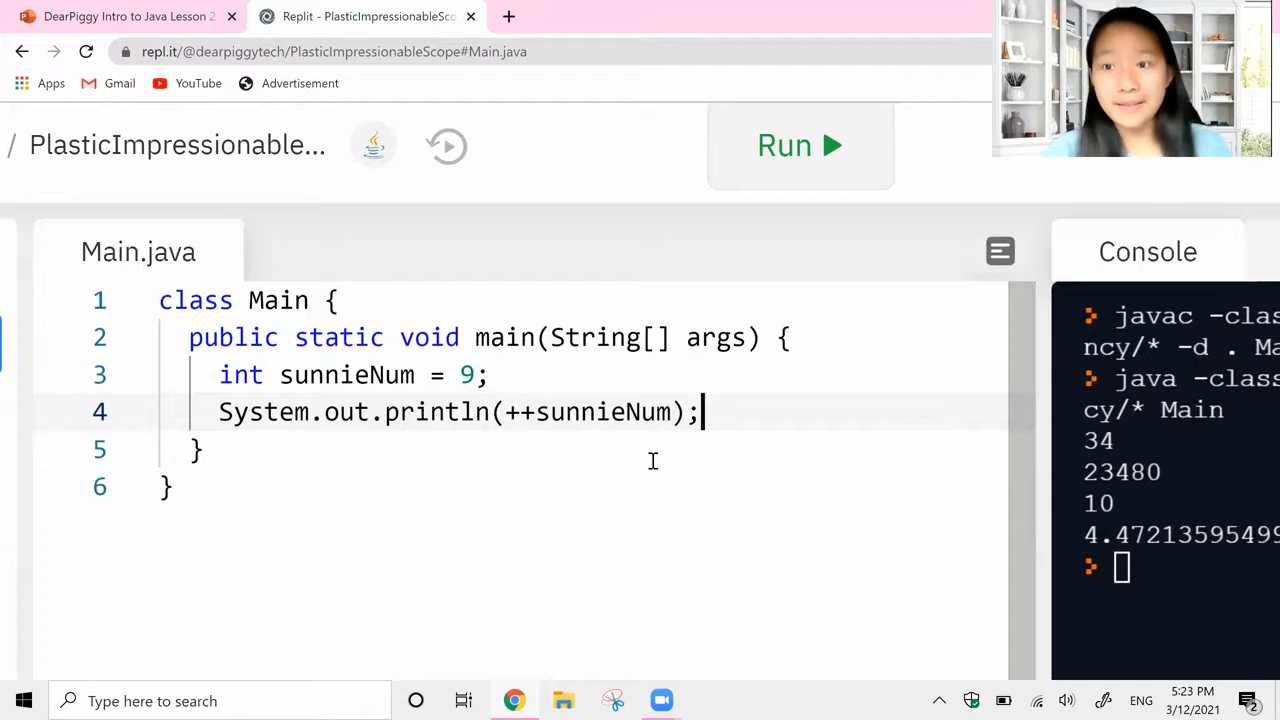 DearPiggy Intro to Java Lesson 2
Replit - PlasticImpressionableSco
repl.it/@dearpiggytech/PlasticImpressionableScope#Main.java
Apps
Gmail
YouTube
Advertisement
/ PlasticImpressionable...
Run
Main.java
Console
1 class Main {
2 public static void main(String[] args) {
3 int sunnieNum = 9;
4 System.out.println(++sunnieNum);
5 }
6 }
javac -clas
ncy/* -d . Ma
java -class
cy/* Main
34
23480
10
4.47213595499
Type here to search
ENG
5:23 PM
3/12/2021
2